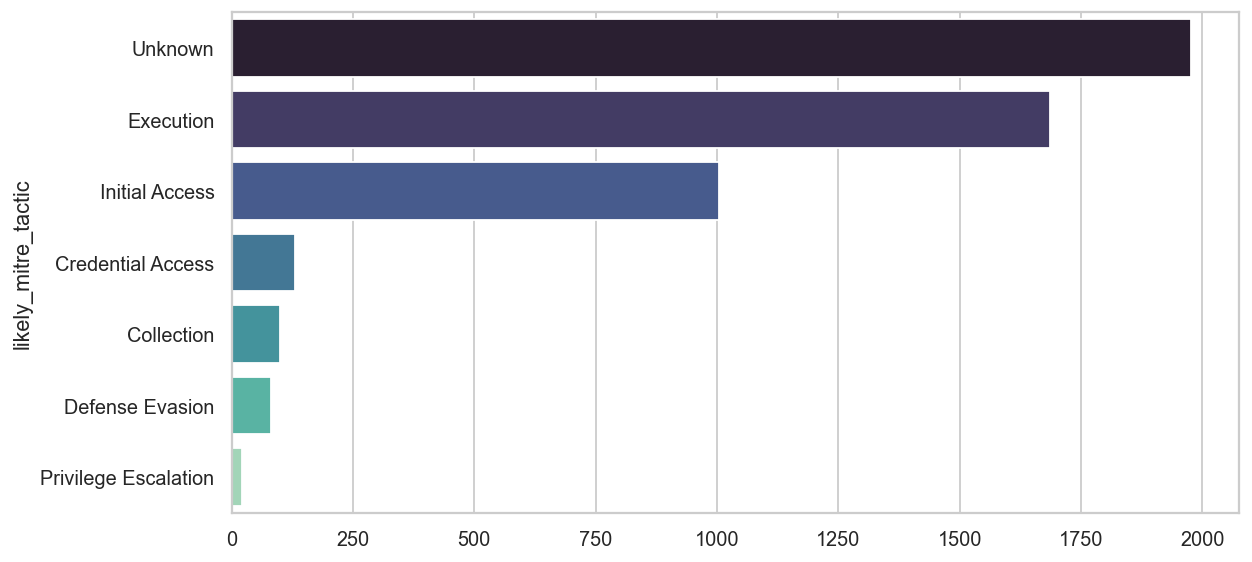 likely_mitre_tactic
Unknown
Execution
Initial Access
Credential Access
Collection
Defense Evasion
Privilege Escalation
0 250 500 750 1000 1250 1500 1750 2000